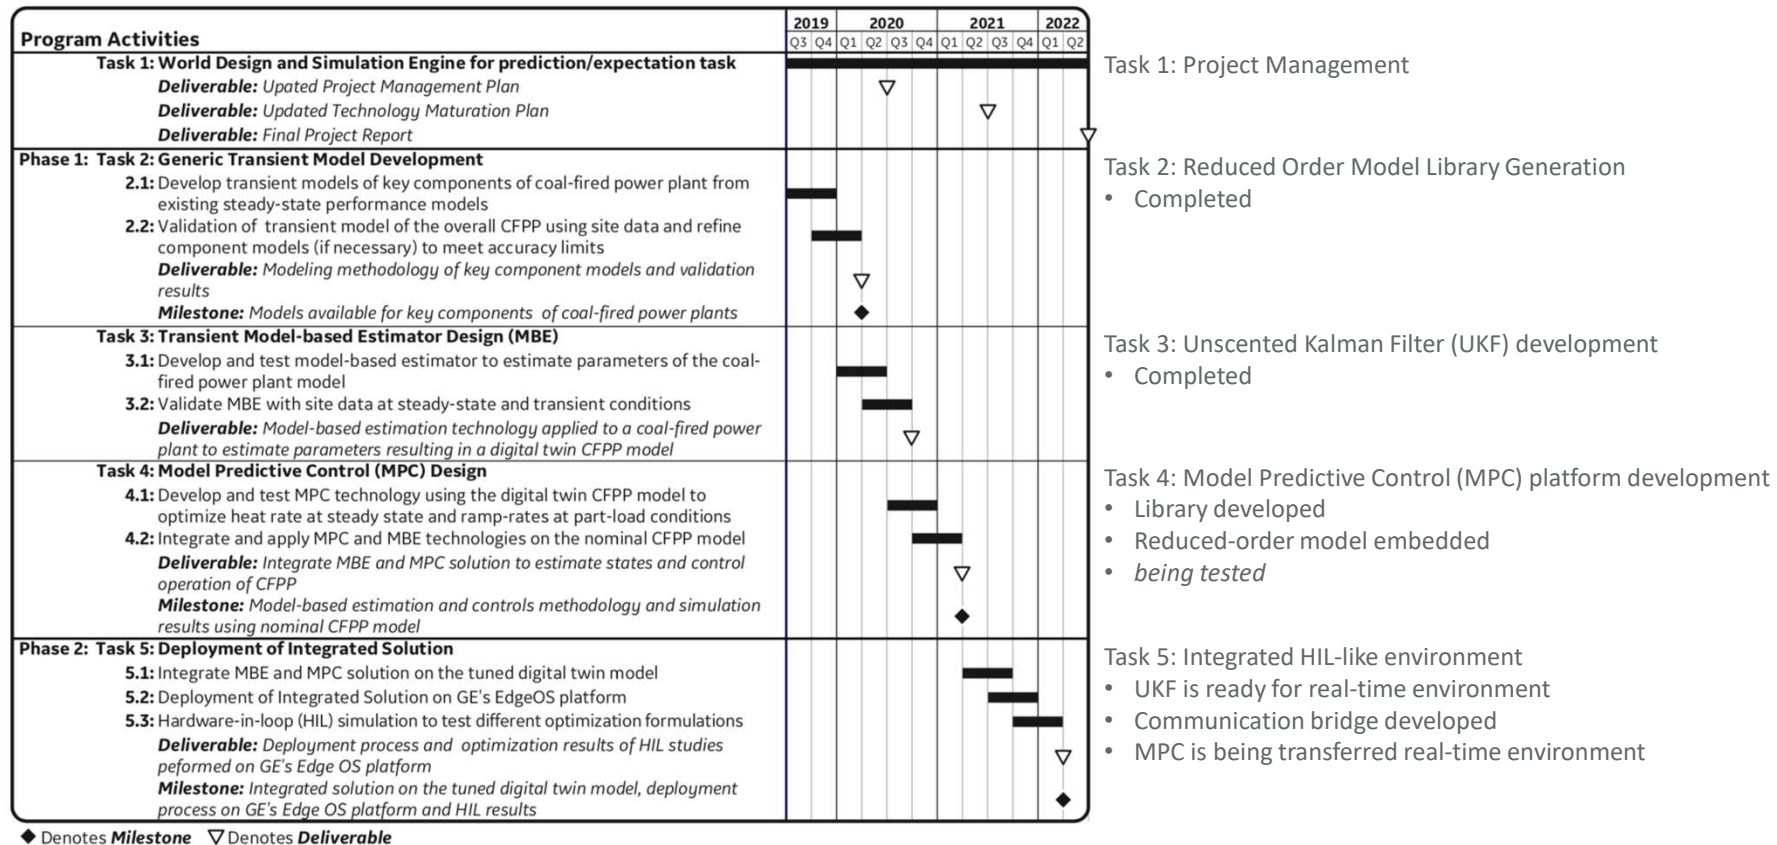 2019 2020 2021 2022
Program Activities
Q3 Q4 Q1 Q2 Q3 Q4 Q1 Q2 Q3 Q4 Q1 Q2
Task 1: World Design and Simulation Engine for prediction/expectation task
Deliverable: Upated Project Management Plan
Deliverable: Updated Technology Maturation Plan
Deliverable: Final Project Report
Phase 1: Task 2: Generic Transient Model Development
2.1: Develop transient models of key components of coal-fired power plant from
existing steady-state performance models
2.2: Validation of transient model of the overall CFPP using site data and refine
component models (if necessary) to meet accuracy limits
Deliverable: Modeling methodology of key component models and validation
results
Milestone: Models available for key components of coal-fired power plants
Task 3: Transient Model-based Estimator Design (MBE)
3.1: Develop and test model-based estimator to estimate parameters of the coal-
fired power plant model
3.2: Validate MBE with site data at steady-state and transient conditions
Deliverable: Model-based estimation technology applied to a coal-fired power
plant to estimate parameters resulting in a digital twin CFPP model
Task 4: Model Predictive Control (MPC) Design
4.1: Develop and test MPC technology using the digital twin CFPP model to
optimize heat rate at steady state and ramp-rates at part-load conditions
4.2: Integrate and apply MPC and MBE technologies on the nominal CFPP model
Deliverable: Integrate MBE and MPC solution to estimate states and control
operation of CFPP
Milestone: Model-based estimation and controls methodology and simulation
results using nominal CFPP model
Phase 2: Task 5: Deployment of Integrated Solution
5.1: Integrate MBE and MPC solution on the tuned digital twin model
5.2: Deployment of Integrated Solution on GE's EdgeOS platform
5.3: Hardware-in-loop (HIL) simulation to test different optimization formulations
Deliverable: Deployment process and optimization results of HIL studies
peformed on GE's Edge OS platform
Milestone: Integrated solution on the tuned digital twin model, deployment
process on GE's Edge OS platform and HIL results
◆ Denotes Milestone ▽ Denotes Deliverable
Task 1: Project Management
Task 2: Reduced Order Model Library Generation
• Completed
Task 3: Unscented Kalman Filter (UKF) development
• Completed
Task 4: Model Predictive Control (MPC) platform development
• Library developed
• Reduced-order model embedded
• being tested
Task 5: Integrated HIL-like environment
• UKF is ready for real-time environment
• Communication bridge developed
• MPC is being transferred real-time environment